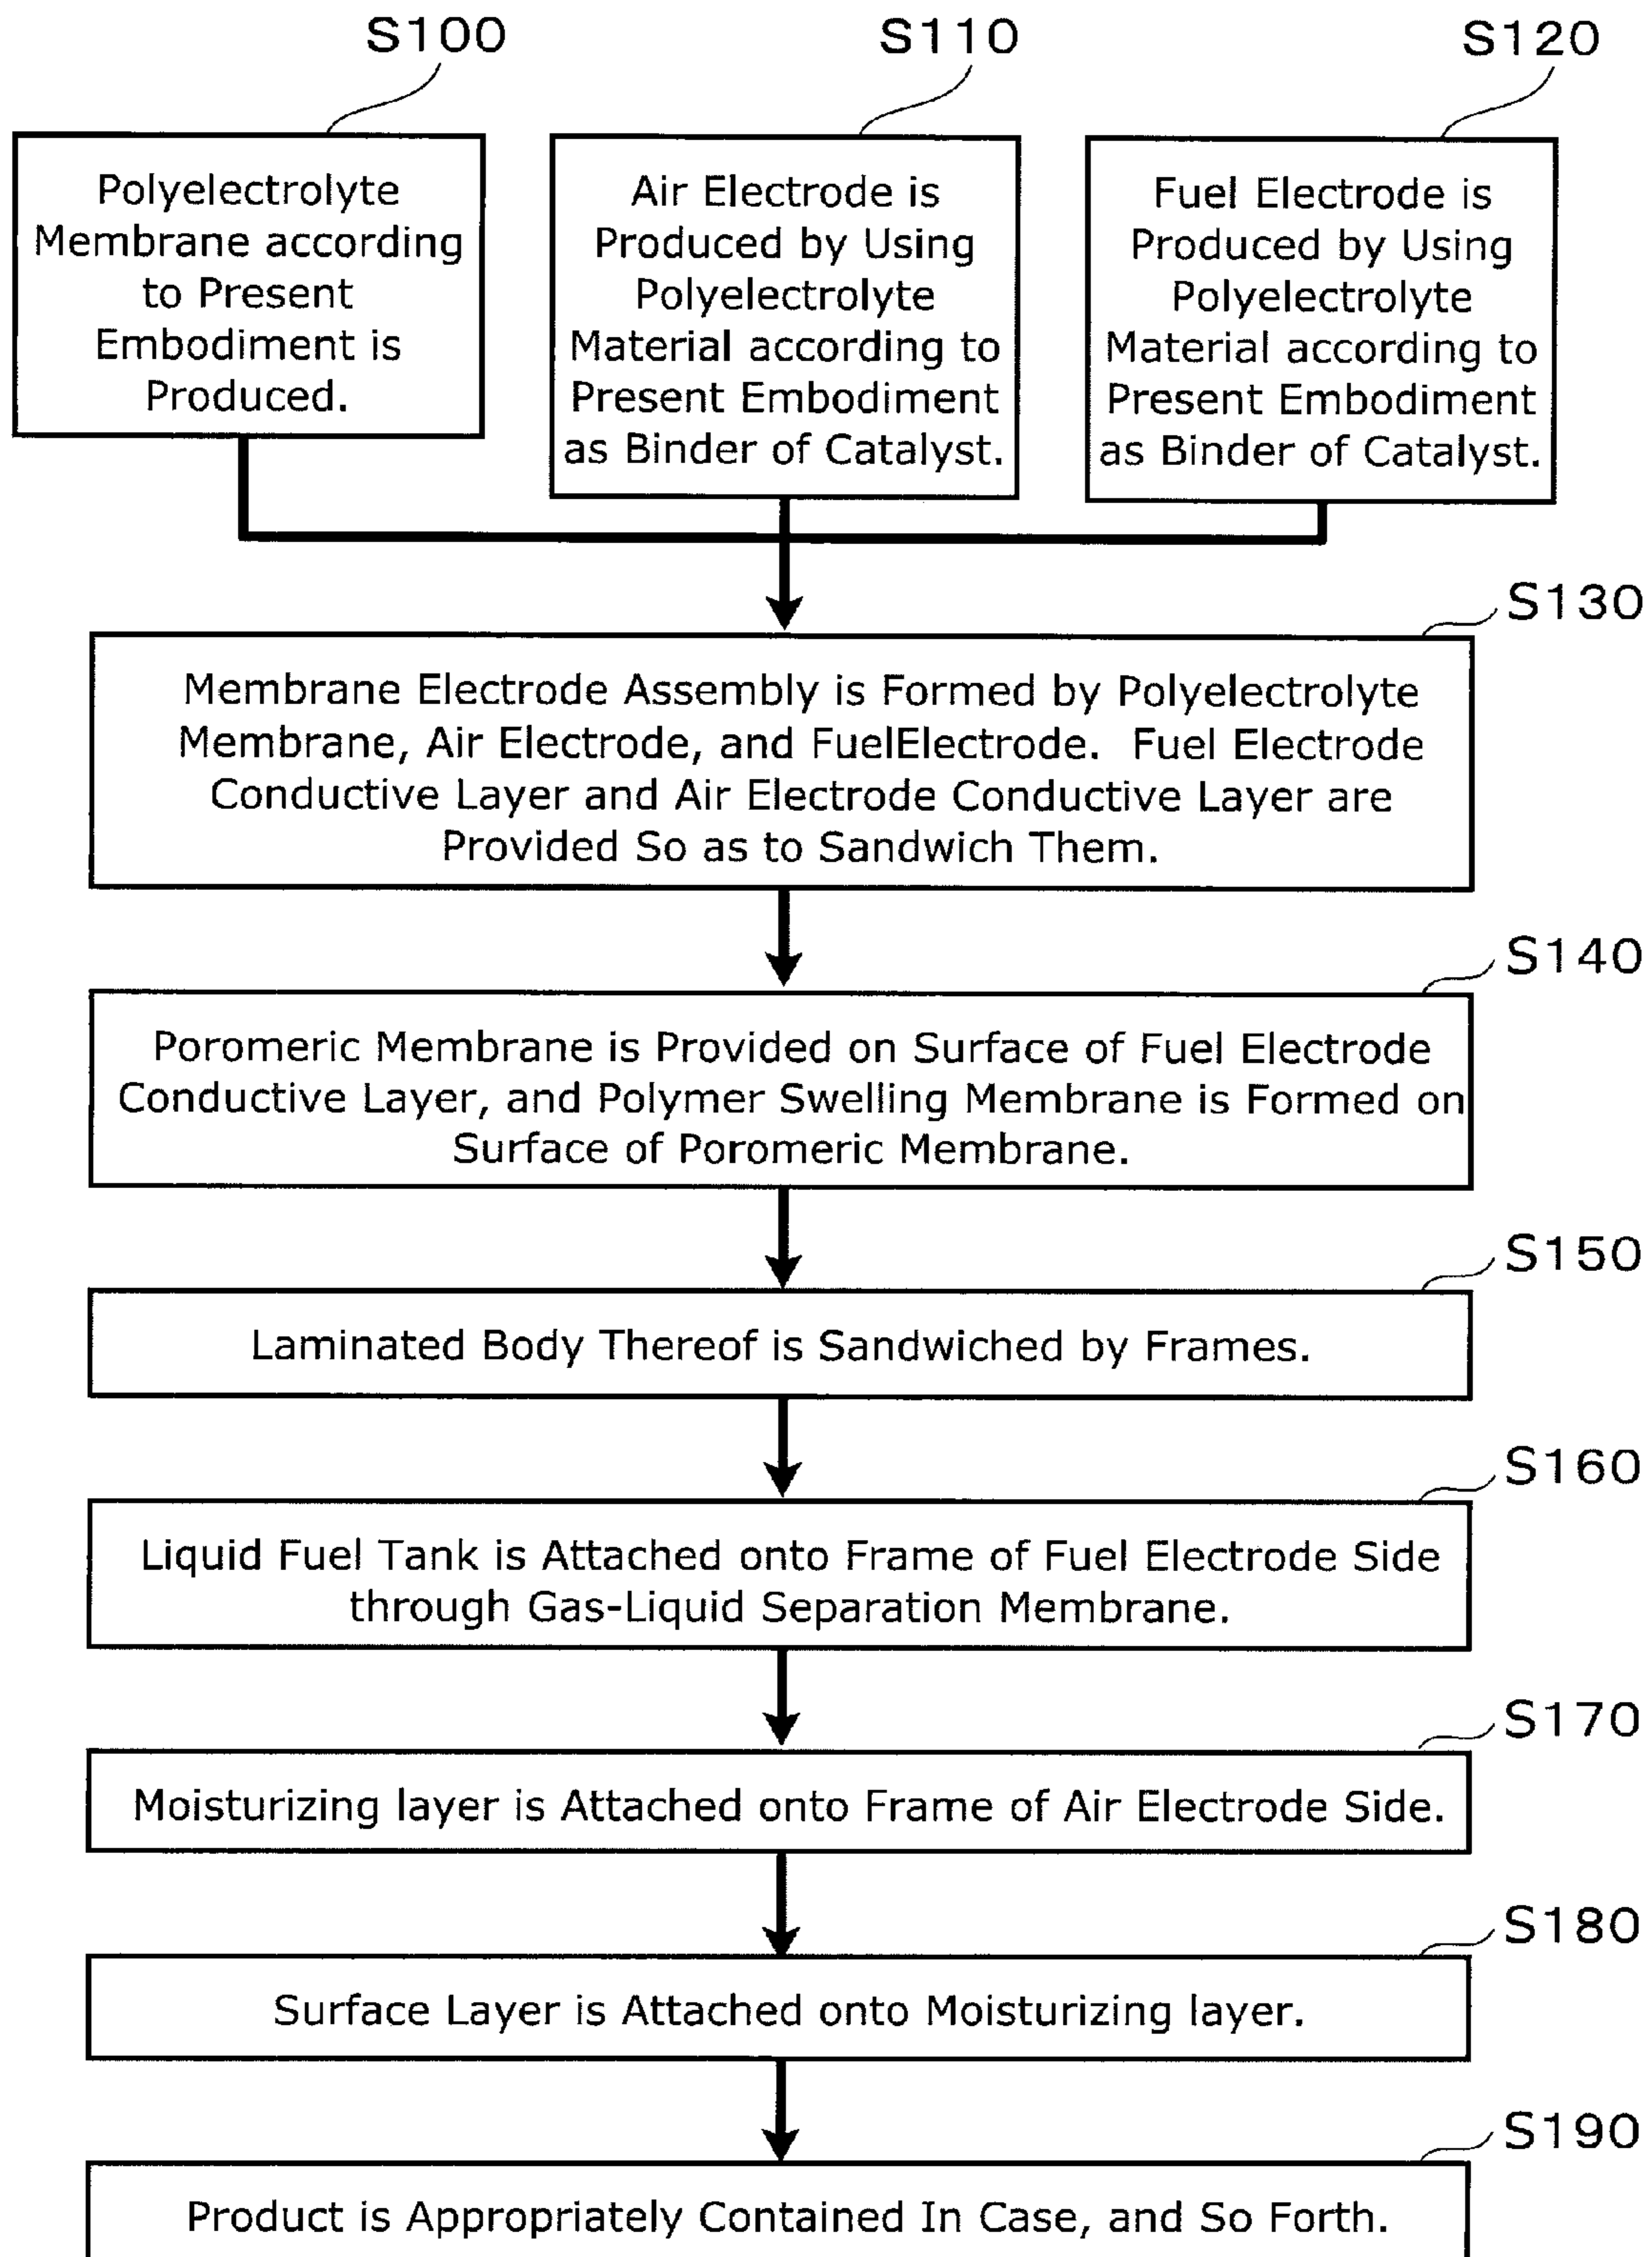 S100
Polyelectrolyte
Membrane according
to Present
Embodiment is
Produced.
S110
Air Electrode is
Produced by Using
Polyelectrolyte
Material according to
Present Embodiment
as Binder of Catalyst.
S120
Fuel Electrode is
Produced by Using
Polyelectrolyte
Material according to
Present Embodiment
as Binder of Catalyst.
S130
Membrane Electrode Assembly is Formed by Polyelectrolyte
Membrane, Air Electrode, and FuelElectrode. Fuel Electrode
Conductive Layer and Air Electrode Conductive Layer are
Provided So as to Sandwich Them.
S140
Poromeric Membrane is Provided on Surface of Fuel Electrode
Conductive Layer, and Polymer Swelling Membrane is Formed on
Surface of Poromeric Membrane.
S150
Laminated Body Thereof is Sandwiched by Frames.
S160
Liquid Fuel Tank is Attached onto Frame of Fuel Electrode Side
through Gas-Liquid Separation Membrane.
S170
Moisturizing layer is Attached onto Frame of Air Electrode Side.
S180
Surface Layer is Attached onto Moisturizing layer.
S190
Product is Appropriately Contained In Case, and So Forth.